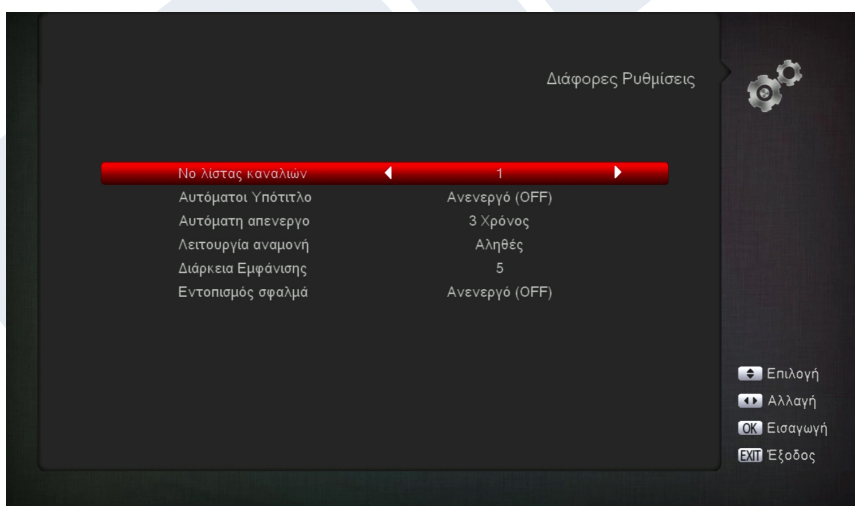 Διάφορες Ρυθμίσεις
Νο λίστας καναλιών 1
Αυτόματοι Υπότιτλο Ανενεργό (OFF)
Αυτόματη απενεργο 3 Χρόνος
Λειτουργία αναμονή Αληθές
Διάρκεια Εμφάνισης 5
Εντοπισμός σφαλμά Ανενεργό (OFF)
Επιλογή
Αλλαγή
OK Εισαγωγή
EXIT Έξοδος